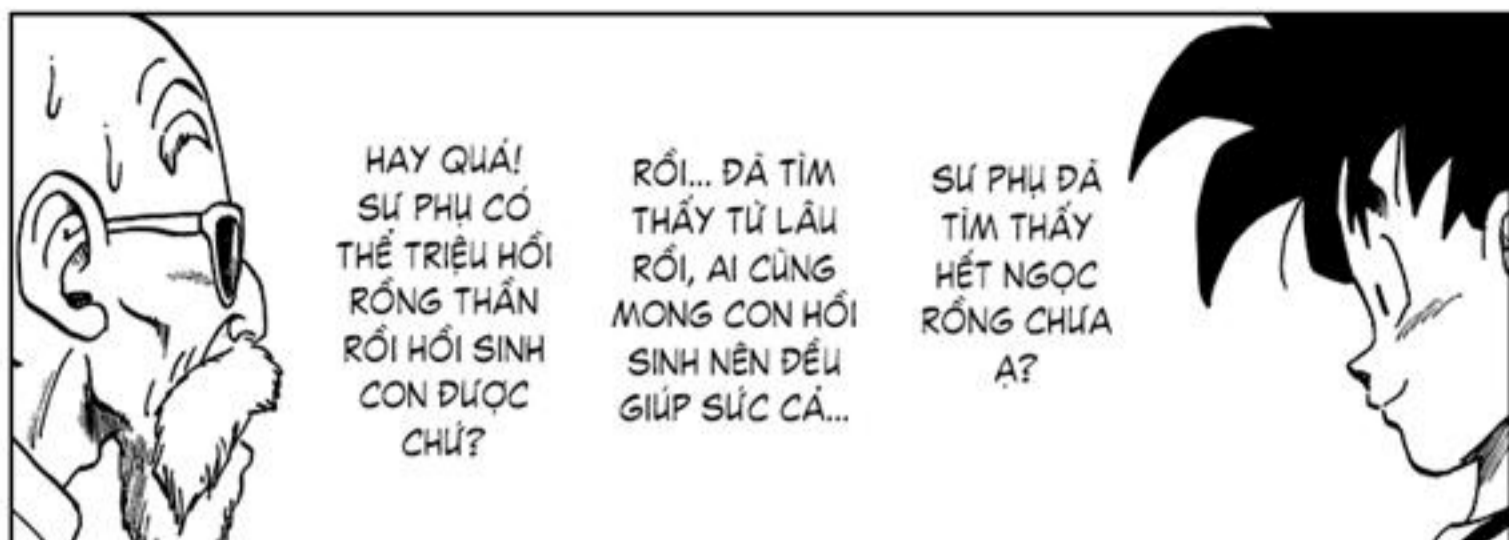 SƯ PHỤ ĐÃ
TÌM THẤY
HẾT NGỌC
RỒNG CHƯA
Ạ?
RỒI... ĐÃ TÌM
THẤY TỪ LÂU
RỒI, AI CŨNG
MONG CON HỒI
SINH NÊN ĐỀU
GIÚP SỨC CẢ...
HAY QUÁ!
SƯ PHỤ CÓ
THỂ TRIỆU HỒI
RỒNG THẦN
RỒI HỒI SINH
CON ĐƯỢC
CHỨ?